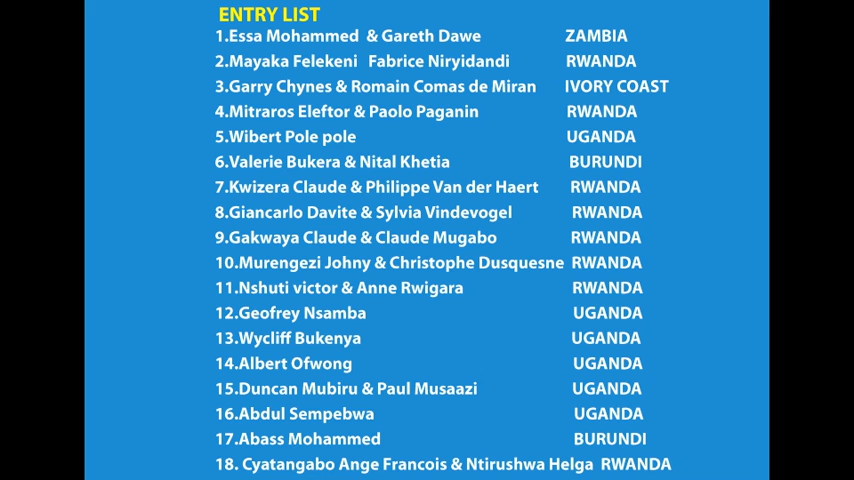 ENTRY LIST
1.Essa Mohammed & Gareth Dawe ZAMBIA
2.Mayaka Felekeni Fabrice Niryidandi RWANDA
3.Garry Chynes & Romain Comas de Miran IVORY COAST
4.Mitraros Eleftor & Paolo Paganin RWANDA
5.Wibert Pole pole UGANDA
6.Valerie Bukera & Nital Khetia BURUNDI
7.Kwizera Claude & Philippe Van der Haert RWANDA
8.Giancarlo Davite & Sylvia Vindevogel RWANDA
9.Gakwaya Claude & Claude Mugabo RWANDA
10.Murengezi Johny & Christophe Dusquesne RWANDA
11.Nshuti victor & Anne Rwigara RWANDA
12.Geofrey Nsamba UGANDA
13.Wycliff Bukenya UGANDA
14.Albert Ofwong UGANDA
15.Duncan Mubiru & Paul Musaazi UGANDA
16.Abdul Sempebwa UGANDA
17.Abass Mohammed BURUNDI
18. Cyatangabo Ange Francois & Ntirushwa Helga RWANDA